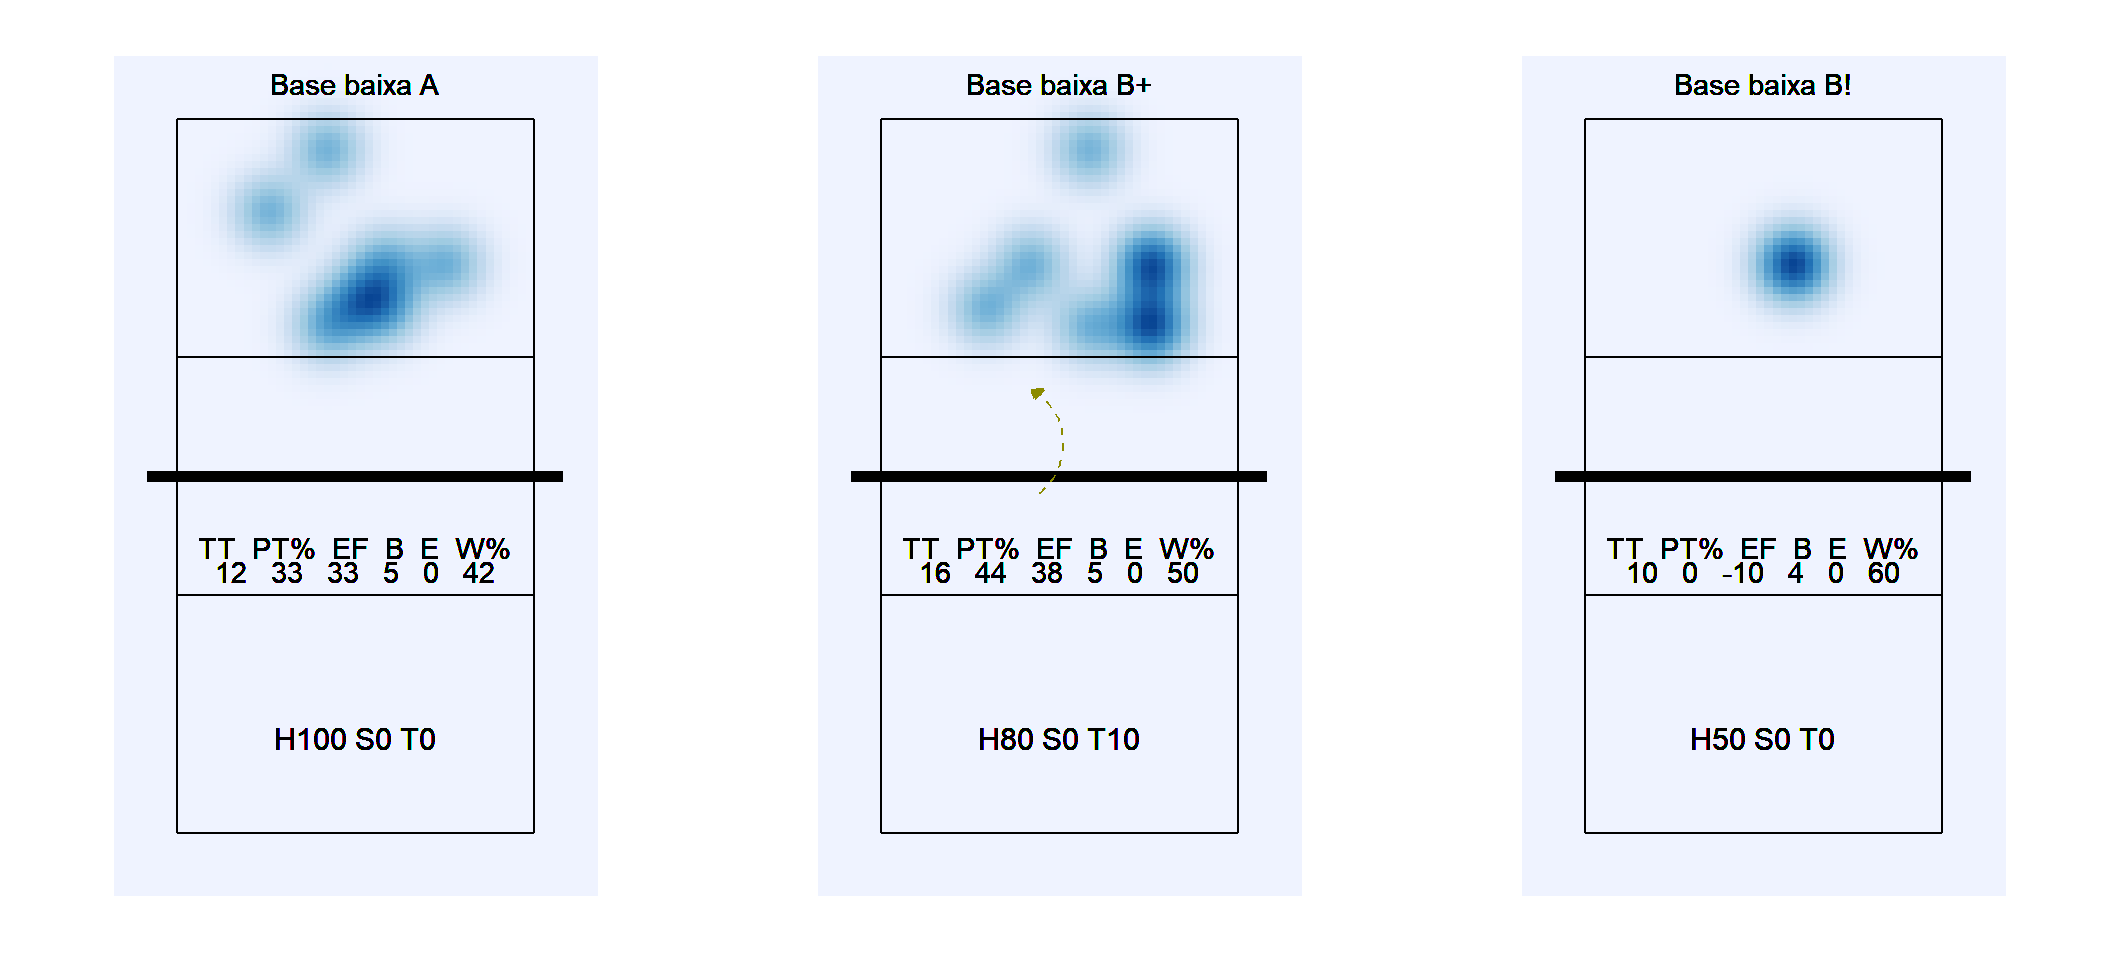 Base baixa A
TT PT% EF B E W%
12 33 33 5 0 42
H100 S0 T0
Base baixa B+
TT PT% EF B E W%
16 44 38 5 0 50
H80 S0 T10
Base baixa B!
TT PT% EF B E W%
10 0 -10 4 0 60
H50 S0 T0